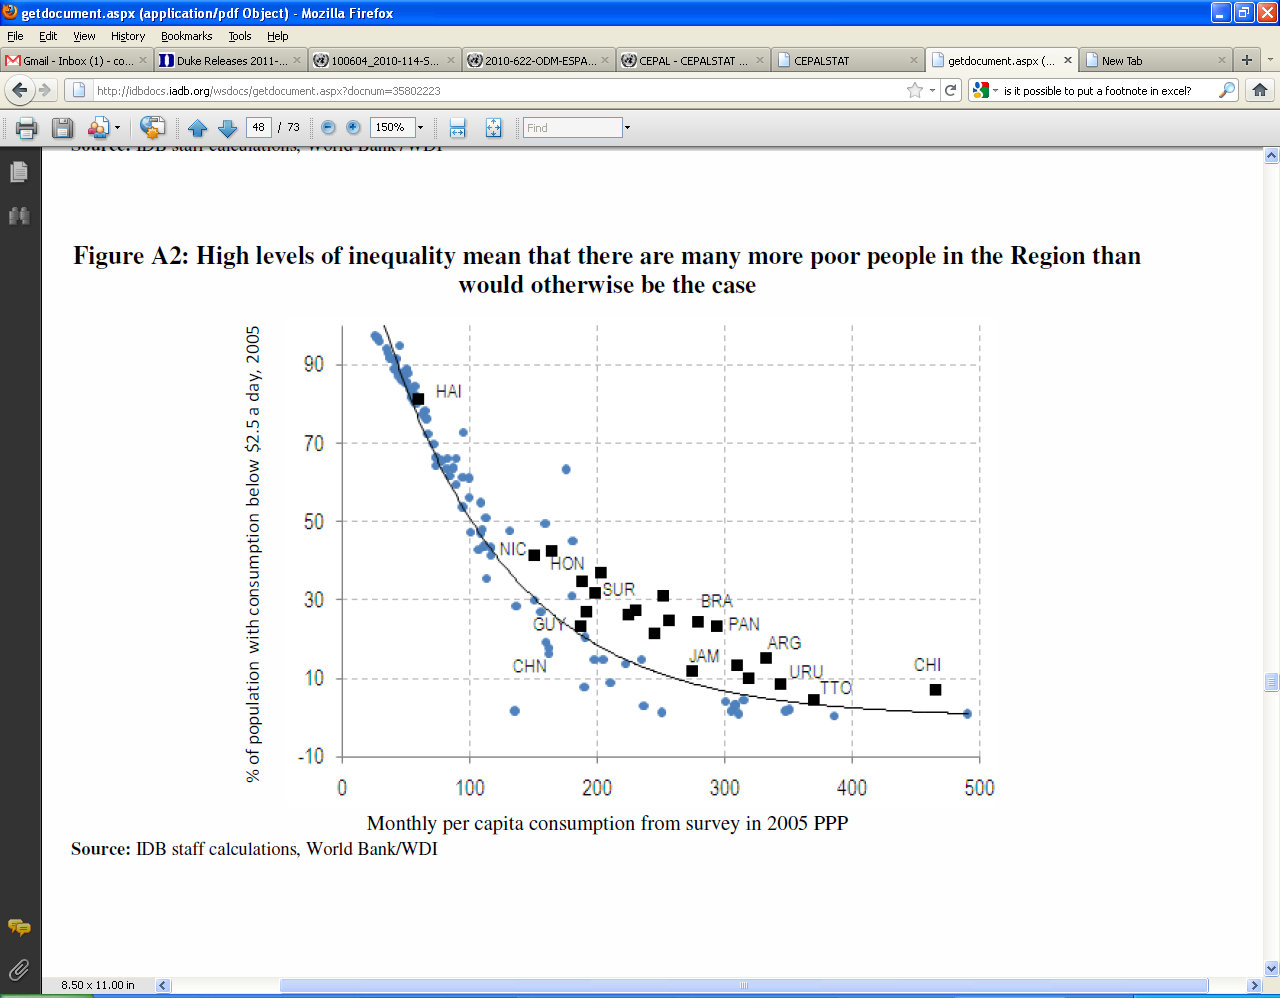 getdocument.aspx (application/pdf Object) - Mozilla Firefox
File Edit View History Bookmarks Tools Help
Gmail - Inbox (1) - co... Duke Releases 2011-... 100604_2010-114-S... 2010-622-ODM-ESPA... CEPAL - CEPALSTAT ... CEPALSTAT getdocument.aspx (... New Tab
http://idbdocs.iadb.org/wsdocs/getdocument.aspx?docnum=35802223 is it possible to put a footnote in excel?
48 / 73 150% Find
Source: IDB staff calculations, World Bank/WDI
Figure A2: High levels of inequality mean that there are many more poor people in the Region than
would otherwise be the case
% of population with consumption below $2.5 a day, 2005
90
70
50
30
10
-10
HAI
NIC
HON
SUR
BRA
GUY
PAN
ARG
JAM
CHN
CHI
URU
TTO
0 100 200 300 400 500
Monthly per capita consumption from survey in 2005 PPP
Source: IDB staff calculations, World Bank/WDI
8.50 x 11.00 in